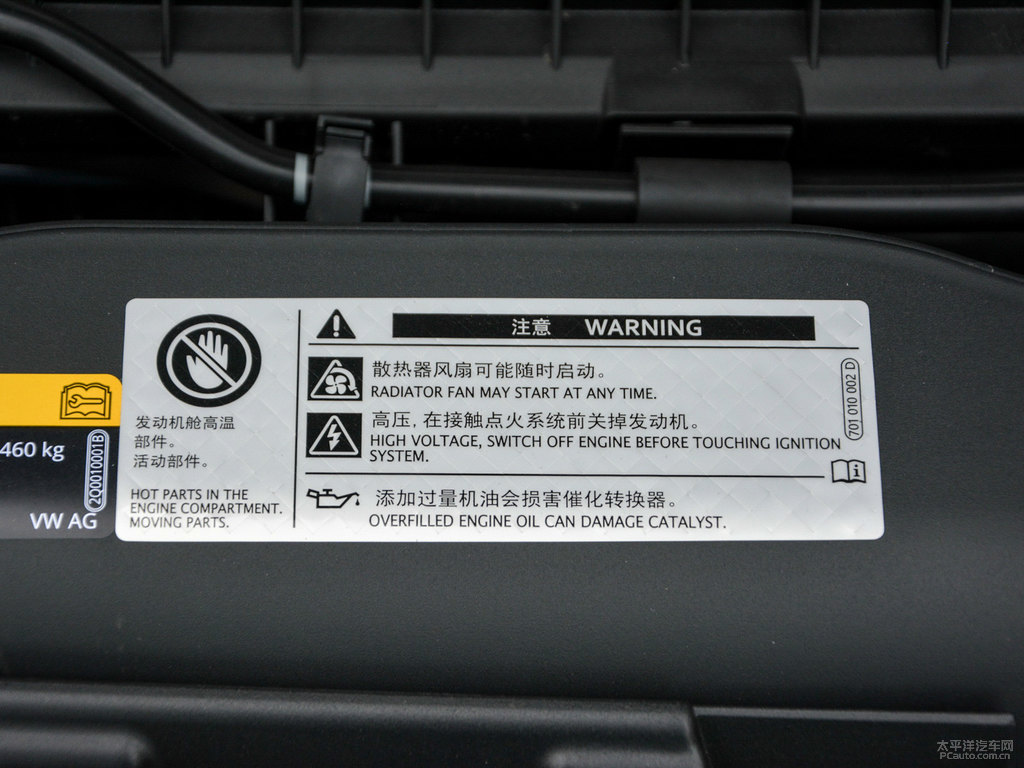 注意 WARNING
发动机舱高温
部件。
活动部件。
HOT PARTS IN THE
ENGINE COMPARTMENT.
MOVING PARTS.
散热器风扇可能随时启动。
RADIATOR FAN MAY START AT ANY TIME.
高压, 在接触点火系统前关掉发动机。
HIGH VOLTAGE, SWITCH OFF ENGINE BEFORE TOUCHING IGNITION
SYSTEM.
添加过量机油会损害催化转换器。
OVERFILLED ENGINE OIL CAN DAMAGE CATALYST.
701 010 002 D
460 kg
2Q0010001B
VW AG
太平洋汽车网
PCauto.com.cn